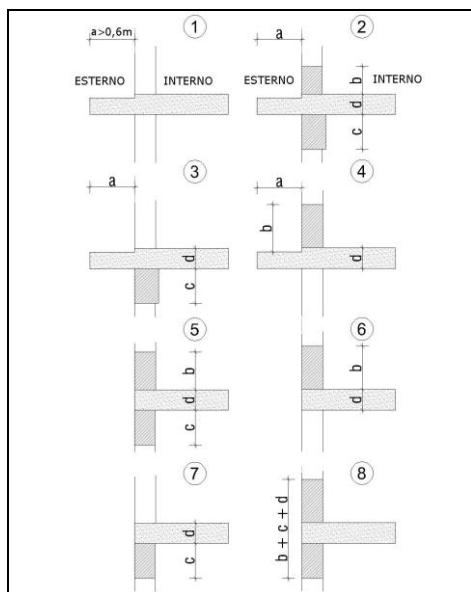 1 2
a>0,6m a
ESTERNO INTERNO ESTERNO INTERNO
b
d
c
3 4
a a
b
d d
c
5 6
b b
d d
c
7 8
d
c
b + c + d